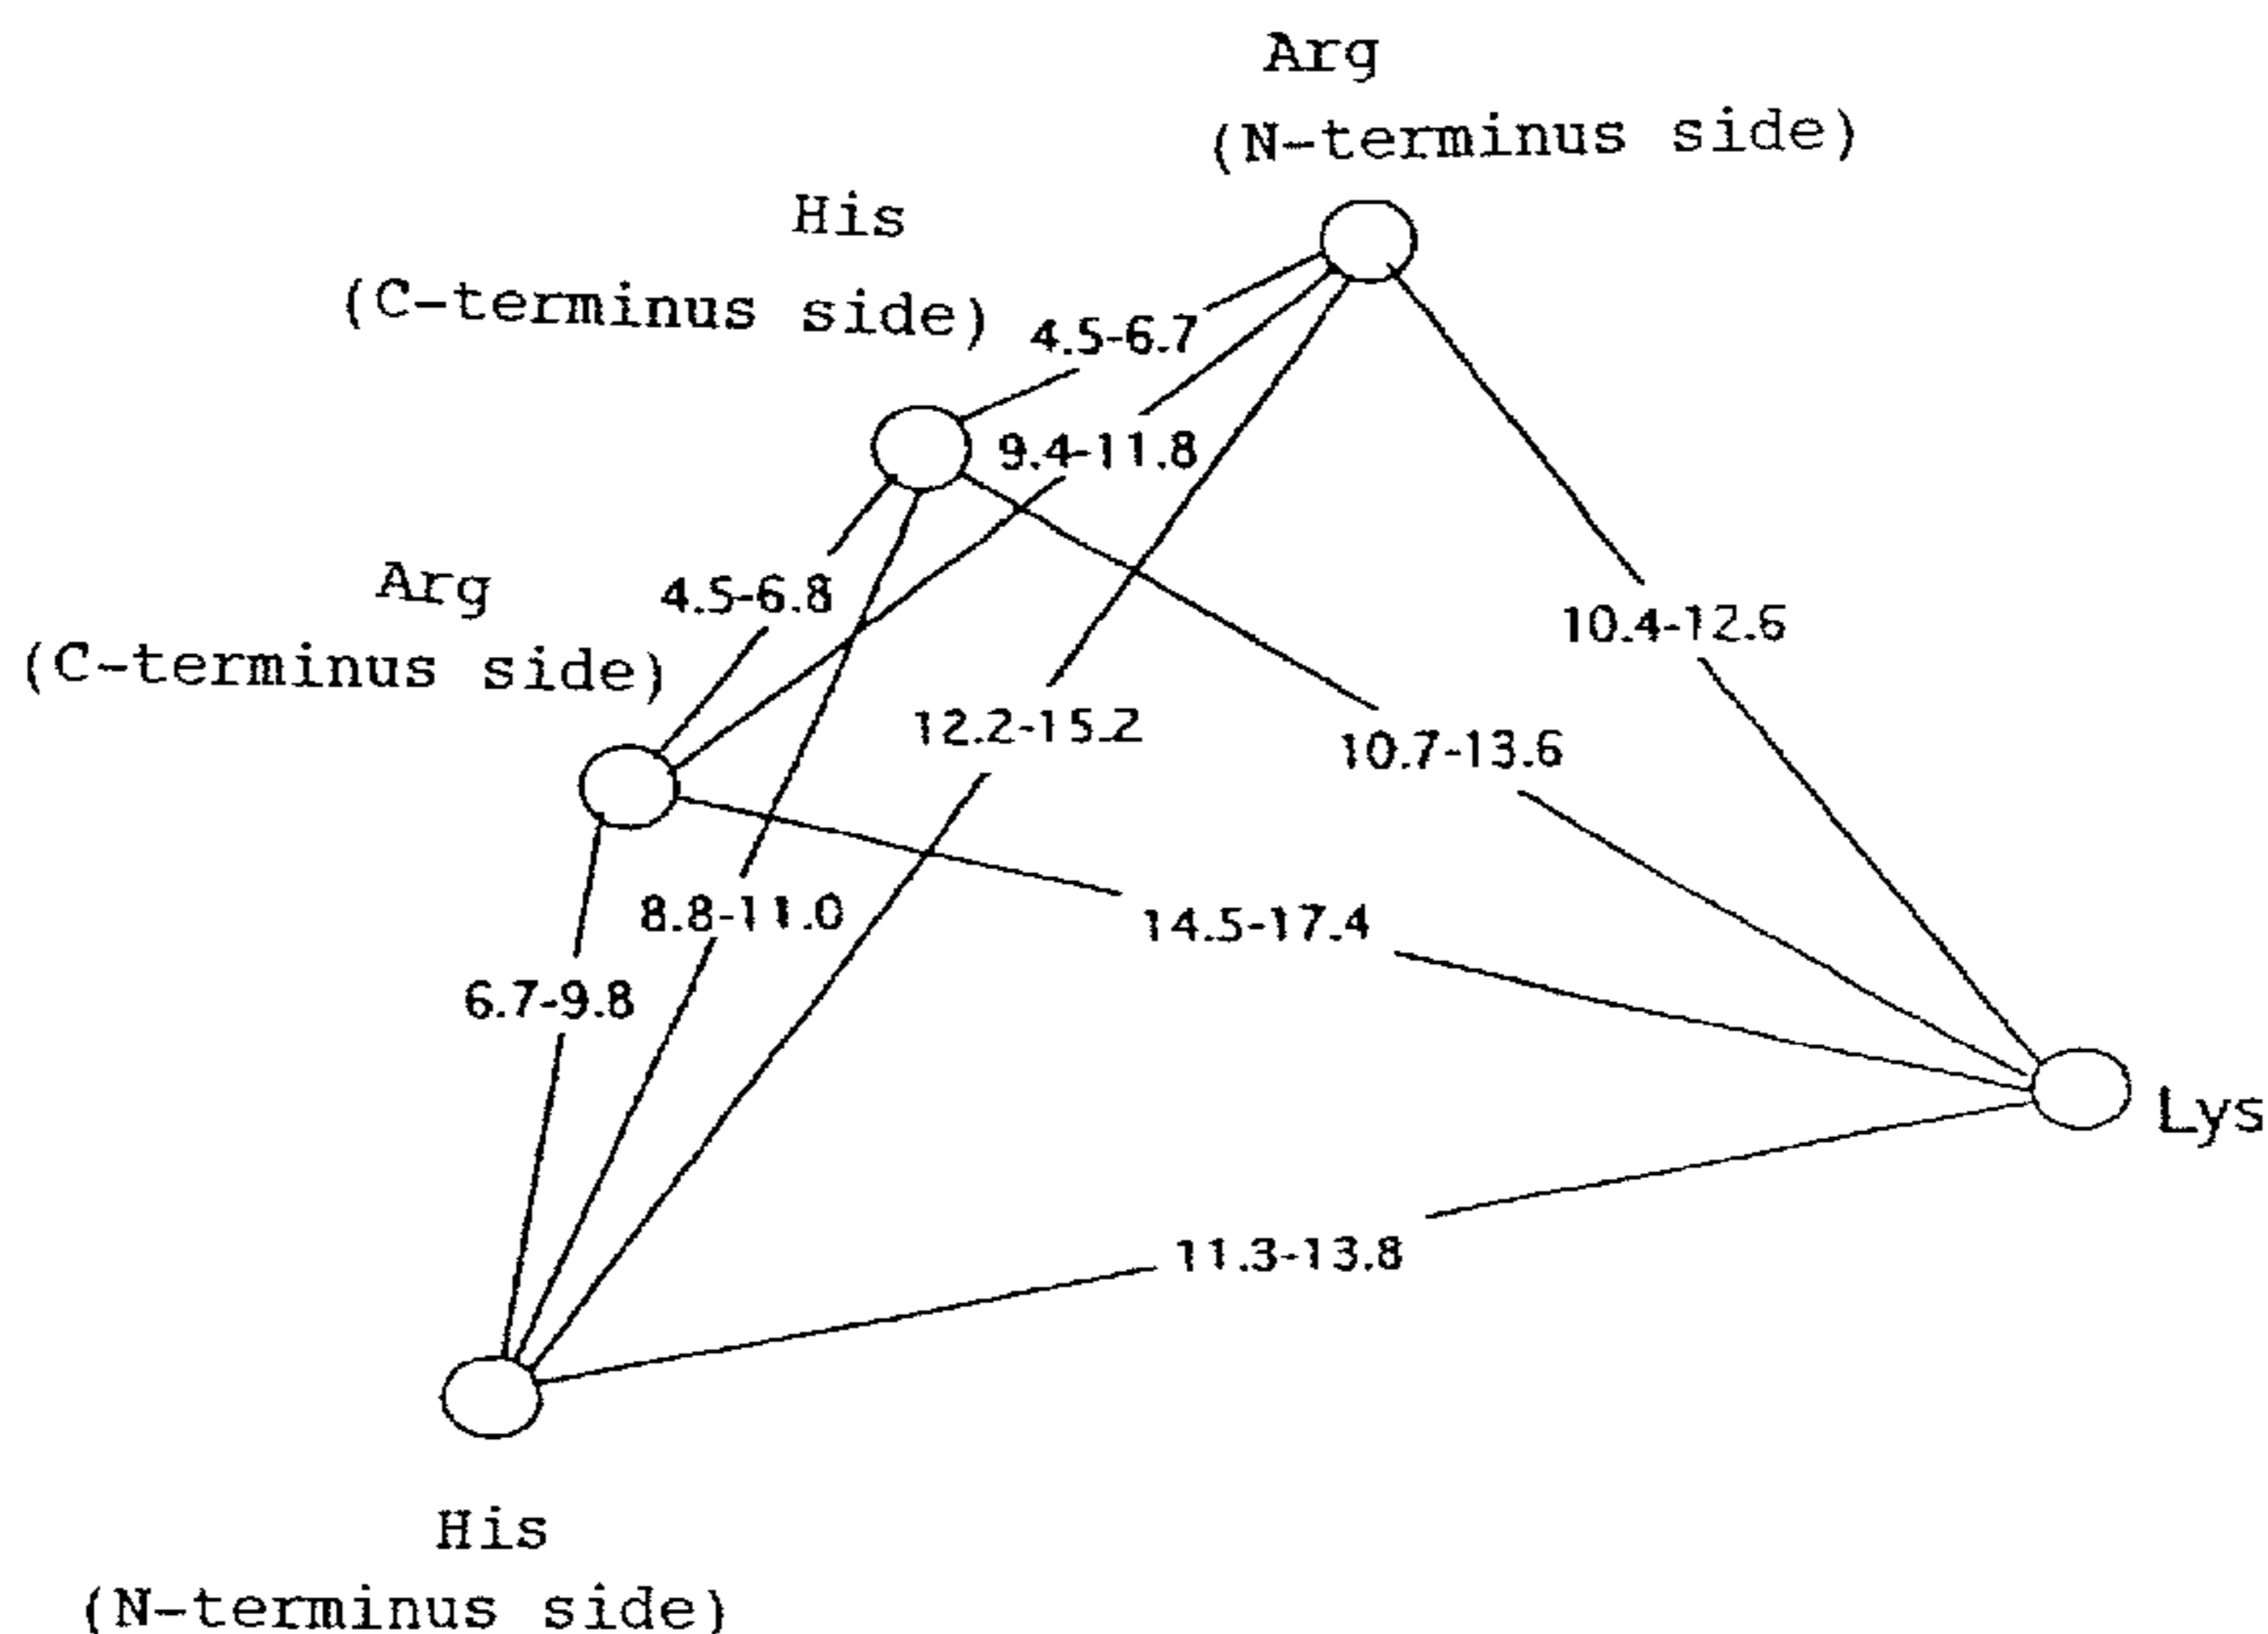 Arg
(N-terminus side)
His
(C-terminus side)
4.5-6.7
9.4-11.8
Arg
(C-terminus side)
4.5-6.8
10.4-12.6
12.2-15.2
10.7-13.6
8.8-11.0
14.5-17.4
6.7-9.8
Lys
11.3-13.8
His
(N-terminus side)